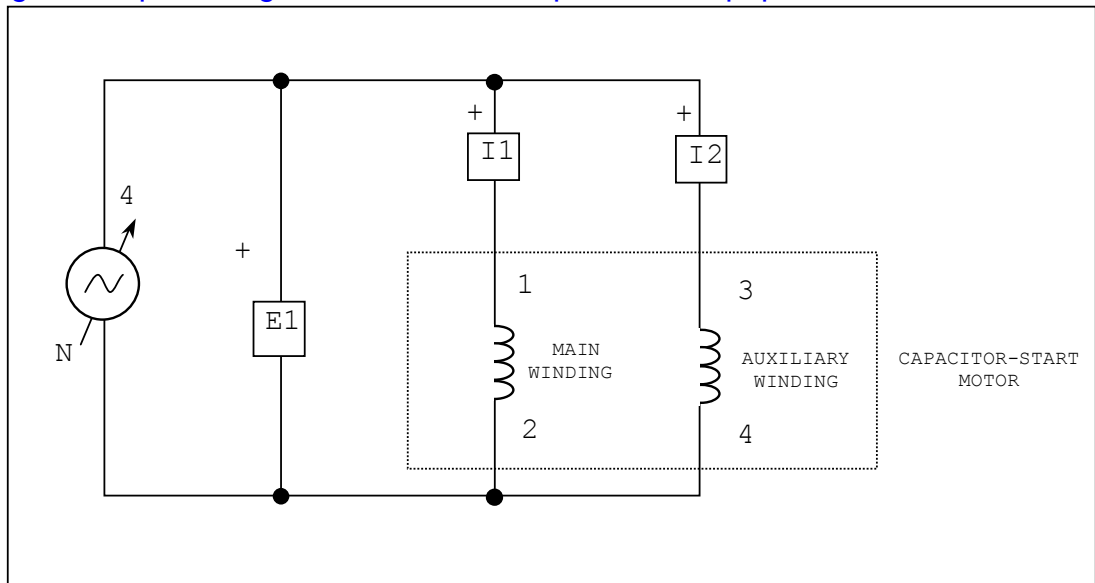 +
+
I1
I2
4
+
1
3
E1
N
MAIN
WINDING
AUXILIARY
WINDING
CAPACITOR-START
MOTOR
2
4